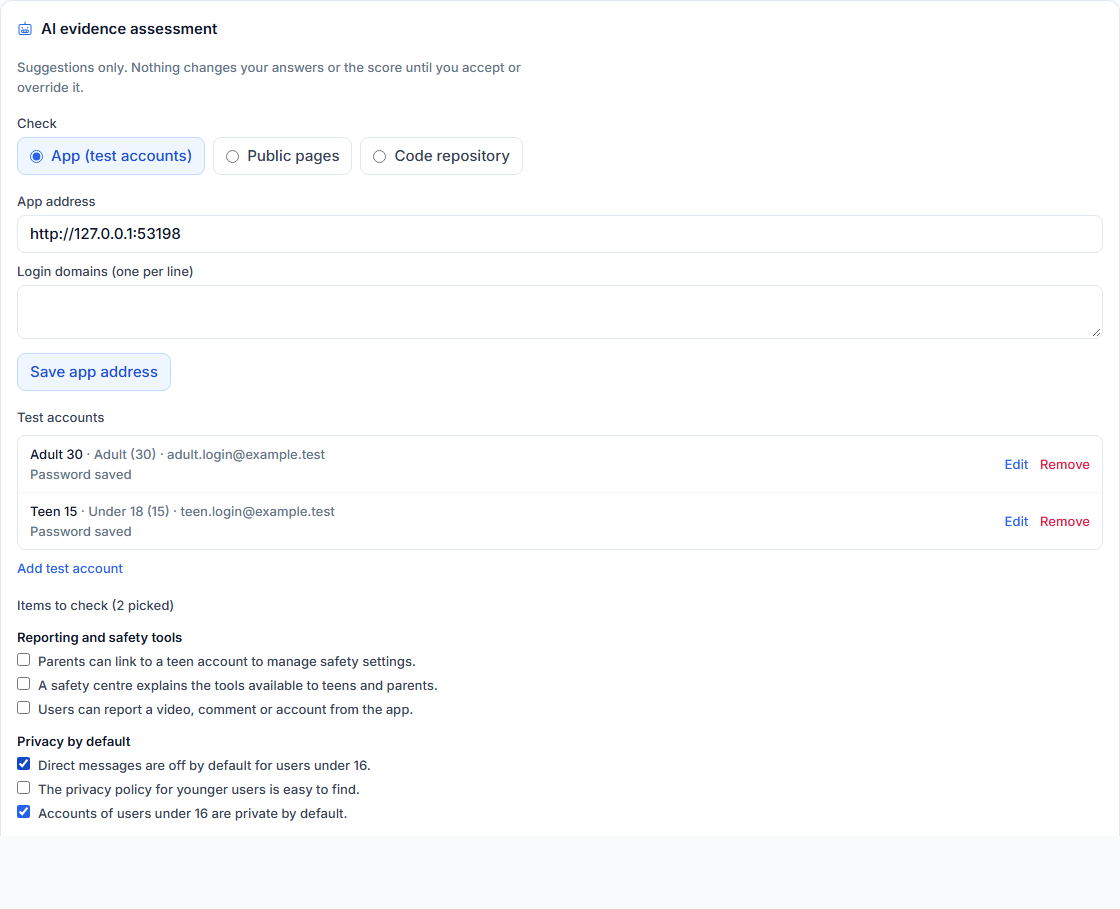 AI evidence assessment
Suggestions only. Nothing changes your answers or the score until you accept or
override it.
Check
App (test accounts)
Public pages
Code repository
App address
http://127.0.0.1:53198
Login domains (one per line)
Save app address
Test accounts
Adult 30 · Adult (30) · adult.login@example.test
Password saved
Edit Remove
Teen 15 · Under 18 (15) · teen.login@example.test
Password saved
Edit Remove
Add test account
Items to check (2 picked)
Reporting and safety tools
Parents can link to a teen account to manage safety settings.
A safety centre explains the tools available to teens and parents.
Users can report a video, comment or account from the app.
Privacy by default
Direct messages are off by default for users under 16.
The privacy policy for younger users is easy to find.
Accounts of users under 16 are private by default.